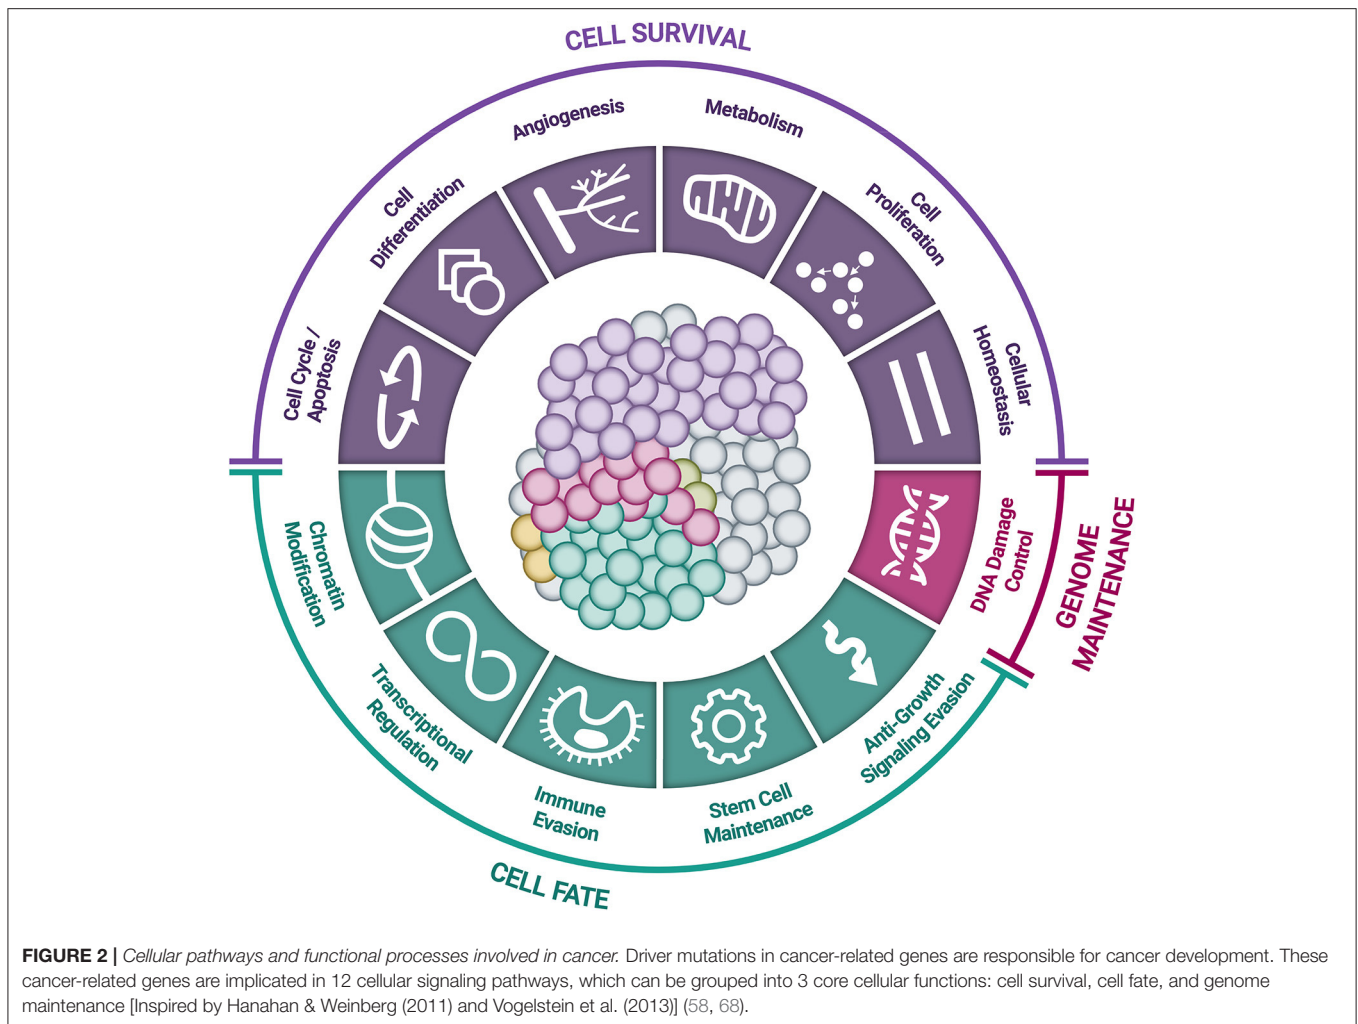 CELL SURVIVAL
Angiogenesis
Metabolism
Cell
Differentiation
Cell
Proliferation
Cell Cycle /
Apoptosis
Cellular
Homeostasis
Chromatin
Modification
DNA Damage
Control
GENOME
MAINTENANCE
Transcriptional
Regulation
Anti-Growth
Signaling Evasion
Immune
Evasion
Stem Cell
Maintenance
CELL FATE
FIGURE 2 | Cellular pathways and functional processes involved in cancer. Driver mutations in cancer-related genes are responsible for cancer development. These
cancer-related genes are implicated in 12 cellular signaling pathways, which can be grouped into 3 core cellular functions: cell survival, cell fate, and genome
maintenance [Inspired by Hanahan & Weinberg (2011) and Vogelstein et al. (2013)] (58, 68).